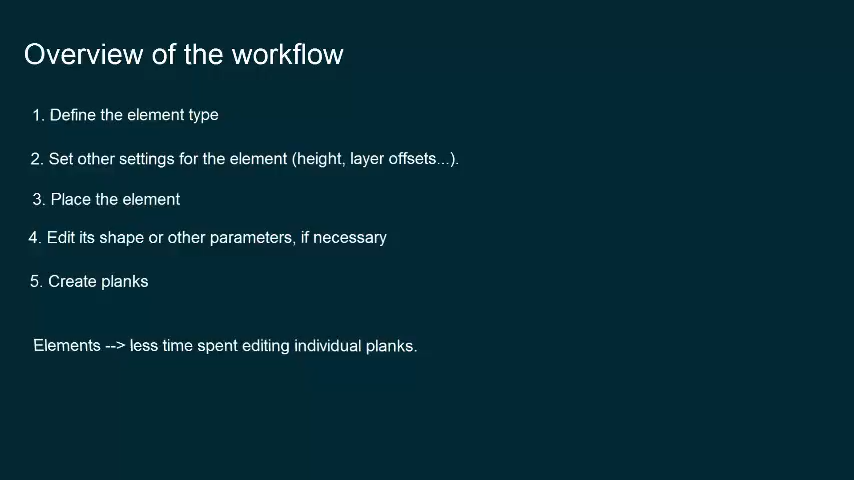 Overview of the workflow
1. Define the element type
2. Set other settings for the element (height, layer offsets...).
3. Place the element
4. Edit its shape or other parameters, if necessary
5. Create planks
Elements --> less time spent editing individual planks.